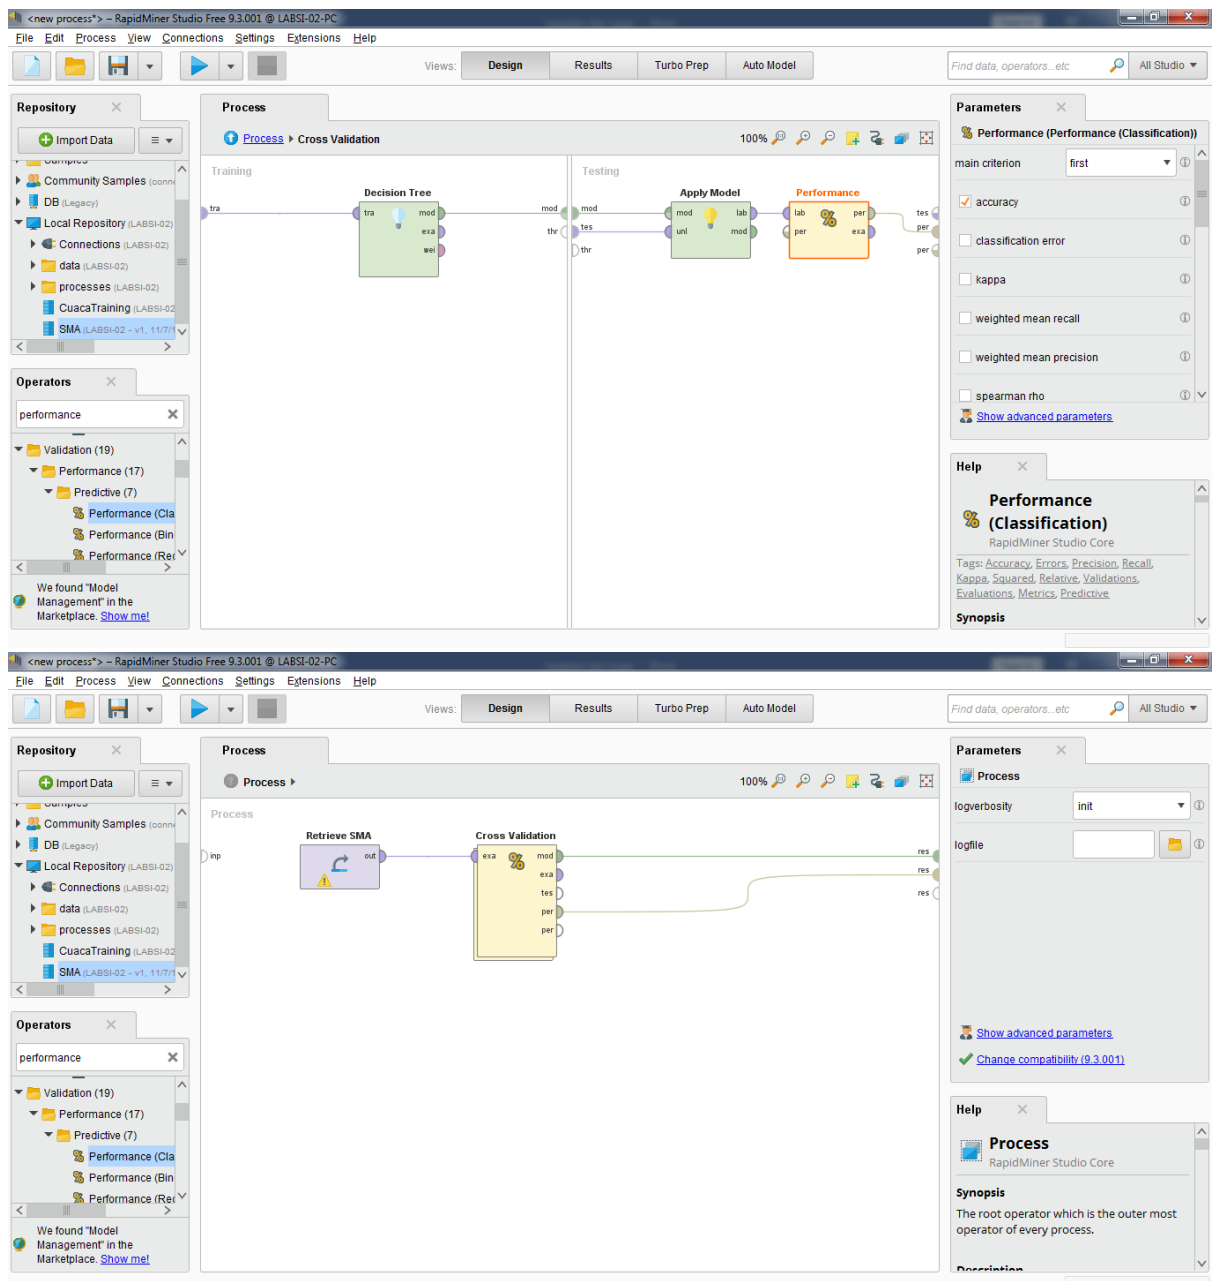 <new process*> – RapidMiner Studio Free 9.3.001 @ LABSI-02-PC
File Edit Process View Connections Settings Extensions Help
Views: Design Results Turbo Prep Auto Model
Find data, operators...etc All Studio
Repository
Import Data
Samples
Community Samples (conn
DB (Legacy)
Local Repository (LABSI-02)
Connections (LABSI-02)
data (LABSI-02)
processes (LABSI-02)
CuacaTraining (LABSI-02
SMA (LABSI-02 - v1, 11/7/1
Operators
performance
Validation (19)
Performance (17)
Predictive (7)
Performance (Cla
Performance (Bin
Performance (Rec
We found "Model
Management" in the
Marketplace. Show me!
Process
Process Cross Validation
100%
Training
Testing
Decision Tree
tra
tra mod
exa
wei
mod
thr
mod
tes
thr
Apply Model
mod lab
unl mod
Performance
lab % per
per exa
tes
per
per
Parameters
% Performance (Performance (Classification))
main criterion first
accuracy
classification error
kappa
weighted mean recall
weighted mean precision
spearman rho
Show advanced parameters
Help
Performance
(Classification)
RapidMiner Studio Core
Tags: Accuracy, Errors, Precision, Recall,
Kappa, Squared, Relative, Validations,
Evaluations, Metrics, Predictive
Synopsis
<new process*> – RapidMiner Studio Free 9.3.001 @ LABSI-02-PC
File Edit Process View Connections Settings Extensions Help
Views: Design Results Turbo Prep Auto Model
Find data, operators...etc All Studio
Repository
Import Data
Samples
Community Samples (conn
DB (Legacy)
Local Repository (LABSI-02)
Connections (LABSI-02)
data (LABSI-02)
processes (LABSI-02)
CuacaTraining (LABSI-02
SMA (LABSI-02 - v1, 11/7/1
Operators
performance
Validation (19)
Performance (17)
Predictive (7)
Performance (Cla
Performance (Bin
Performance (Rec
We found "Model
Management" in the
Marketplace. Show me!
Process
Process
100%
Process
inp
Retrieve SMA
out
Cross Validation
exa % mod
exa
tes
per
per
res
res
res
Parameters
Process
logverbosity init
logfile
Show advanced parameters
Change compatibility (9.3.001)
Help
Process
RapidMiner Studio Core
Synopsis
The root operator which is the outer most
operator of every process.
Description